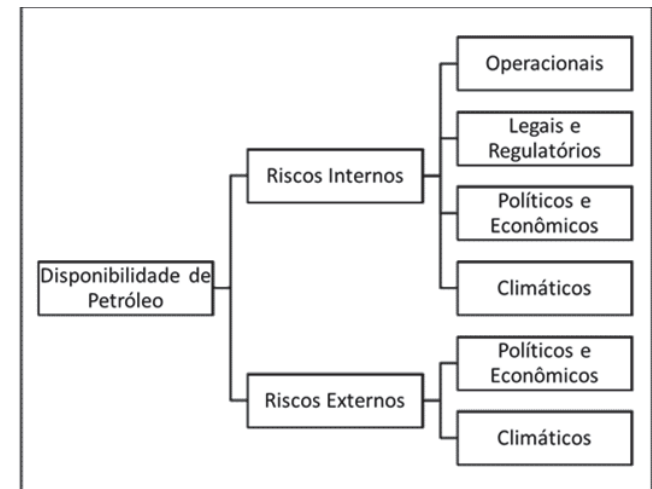 Operacionais
Legais e
Regulatórios
Riscos Internos
Políticos e
Econômicos
Disponibilidade de
Petróleo
Climáticos
Políticos e
Econômicos
Riscos Externos
Climáticos